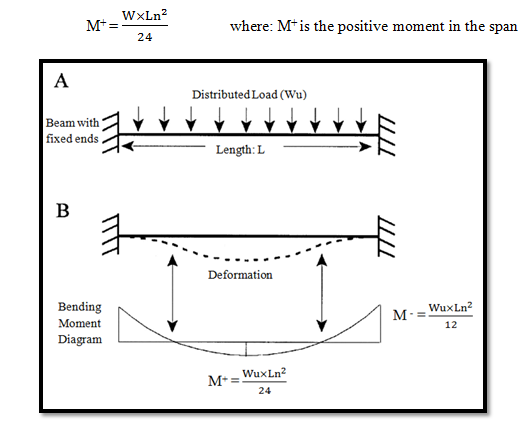 M⁺ = W×Ln²/24 where: M⁺ is the positive moment in the span
A
Distributed Load (Wu)
Beam with
fixed ends
Length: L
B
Deformation
Bending
Moment
Diagram
M⁻ = Wu×Ln²/12
M⁺ = Wu×Ln²/24